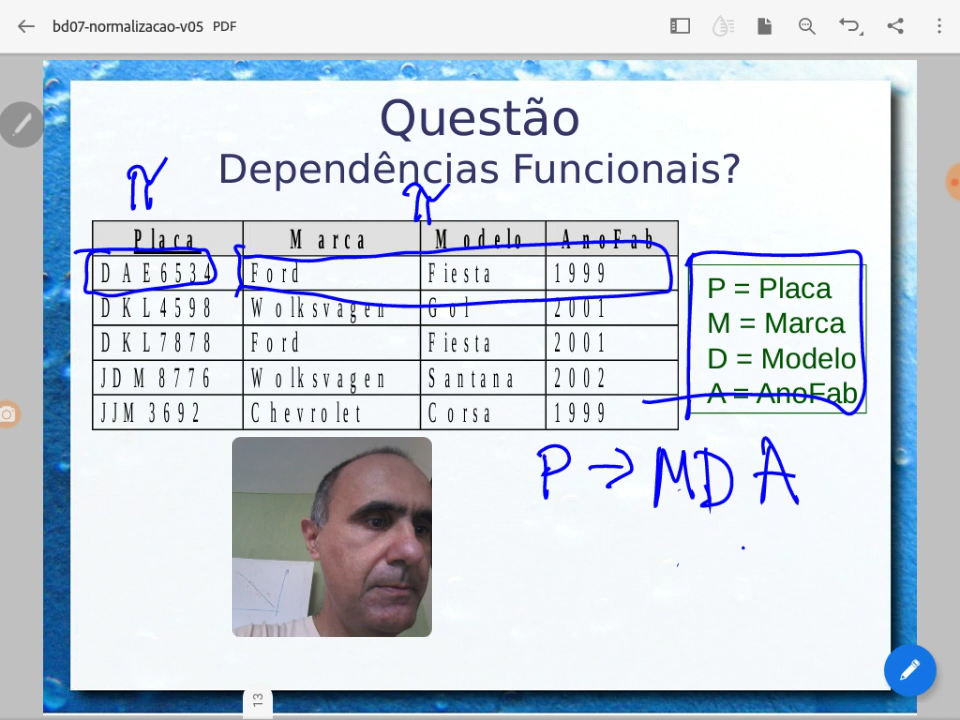 bd07-normalizacao-v05 PDF
Questão
Dependências Funcionais?
Placa Marca Modelo AnoFab
DAE6534 Ford Fiesta 1999
DKL4598 Wolksvagen Gol 2001
DKL7878 Ford Fiesta 2001
JDM8776 Wolksvagen Santana 2002
JJM3692 Chevrolet Corsa 1999
P = Placa
M = Marca
D = Modelo
A = AnoFab
P → MDA
13